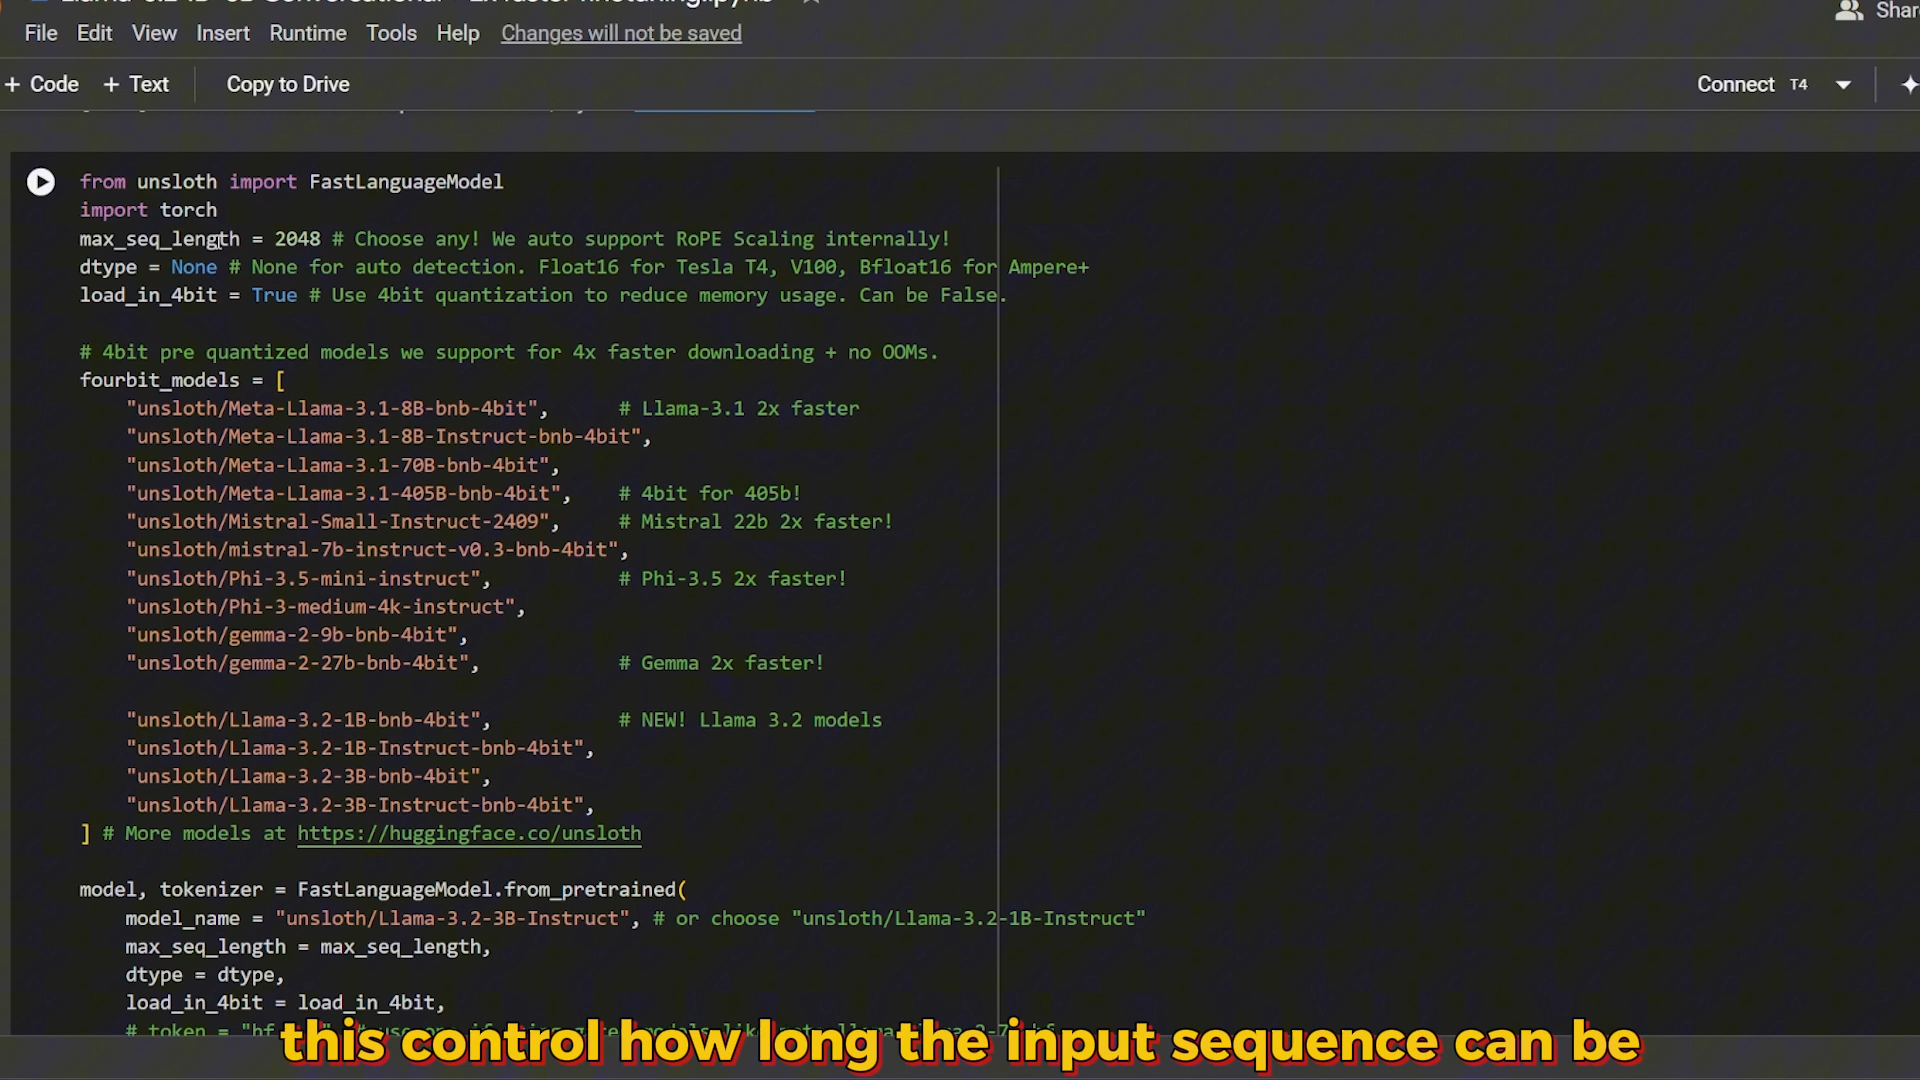 File Edit View Insert Runtime Tools Help Changes will not be saved
Shar
+ Code + Text Copy to Drive Connect T4
from unsloth import FastLanguageModel
import torch
max_seq_length = 2048 # Choose any! We auto support RoPE Scaling internally!
dtype = None # None for auto detection. Float16 for Tesla T4, V100, Bfloat16 for Ampere+
load_in_4bit = True # Use 4bit quantization to reduce memory usage. Can be False.
# 4bit pre quantized models we support for 4x faster downloading + no OOMs.
fourbit_models = [
"unsloth/Meta-Llama-3.1-8B-bnb-4bit", # Llama-3.1 2x faster
"unsloth/Meta-Llama-3.1-8B-Instruct-bnb-4bit",
"unsloth/Meta-Llama-3.1-70B-bnb-4bit",
"unsloth/Meta-Llama-3.1-405B-bnb-4bit", # 4bit for 405b!
"unsloth/Mistral-Small-Instruct-2409", # Mistral 22b 2x faster!
"unsloth/mistral-7b-instruct-v0.3-bnb-4bit",
"unsloth/Phi-3.5-mini-instruct", # Phi-3.5 2x faster!
"unsloth/Phi-3-medium-4k-instruct",
"unsloth/gemma-2-9b-bnb-4bit",
"unsloth/gemma-2-27b-bnb-4bit", # Gemma 2x faster!
"unsloth/Llama-3.2-1B-bnb-4bit", # NEW! Llama 3.2 models
"unsloth/Llama-3.2-1B-Instruct-bnb-4bit",
"unsloth/Llama-3.2-3B-bnb-4bit",
"unsloth/Llama-3.2-3B-Instruct-bnb-4bit",
] # More models at https://huggingface.co/unsloth
model, tokenizer = FastLanguageModel.from_pretrained(
model_name = "unsloth/Llama-3.2-3B-Instruct", # or choose "unsloth/Llama-3.2-1B-Instruct"
max_seq_length = max_seq_length,
dtype = dtype,
load_in_4bit = load_in_4bit,
# token = "hf
this control how long the input sequence can be